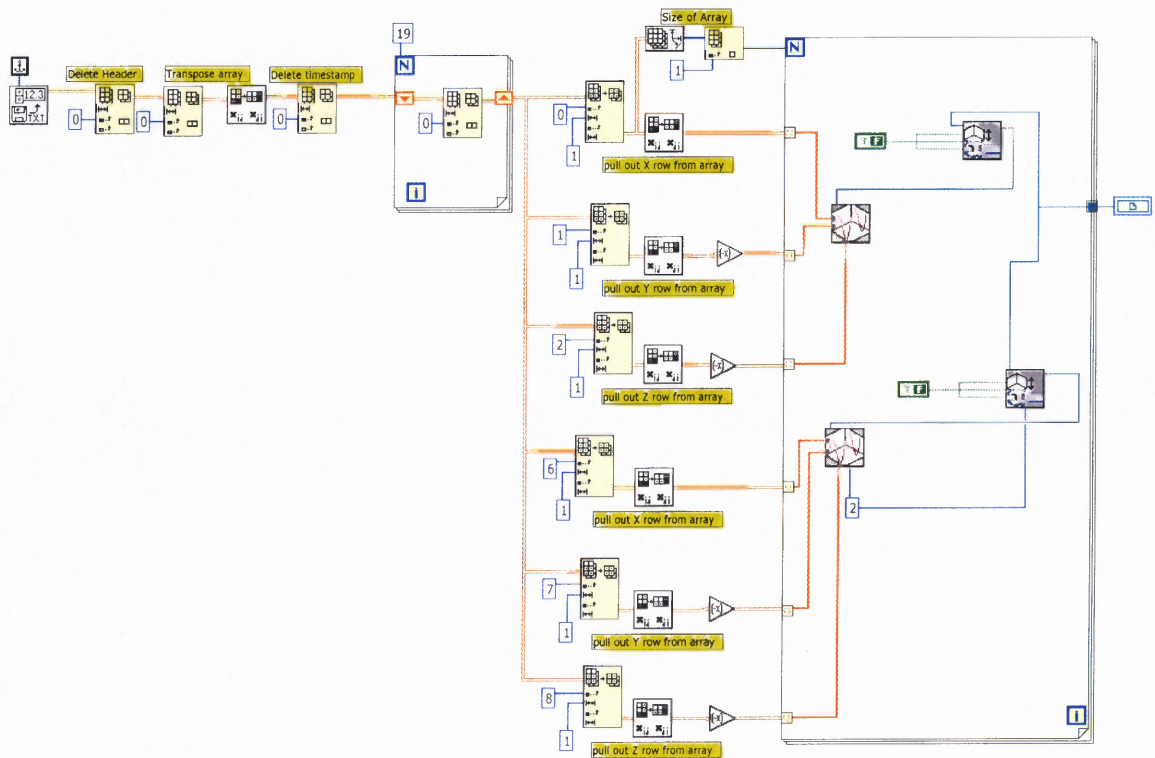 Size of Array
19
N
N
Delete Header
Transpose array
Delete timestamp
1
123
TXT
0
0
0
0
0
1
pull out X row from array
i
T F
1
1
pull out Y row from array
2
1
pull out Z row from array
T F
6
1
pull out X row from array
2
7
1
pull out Y row from array
8
1
pull out Z row from array
i